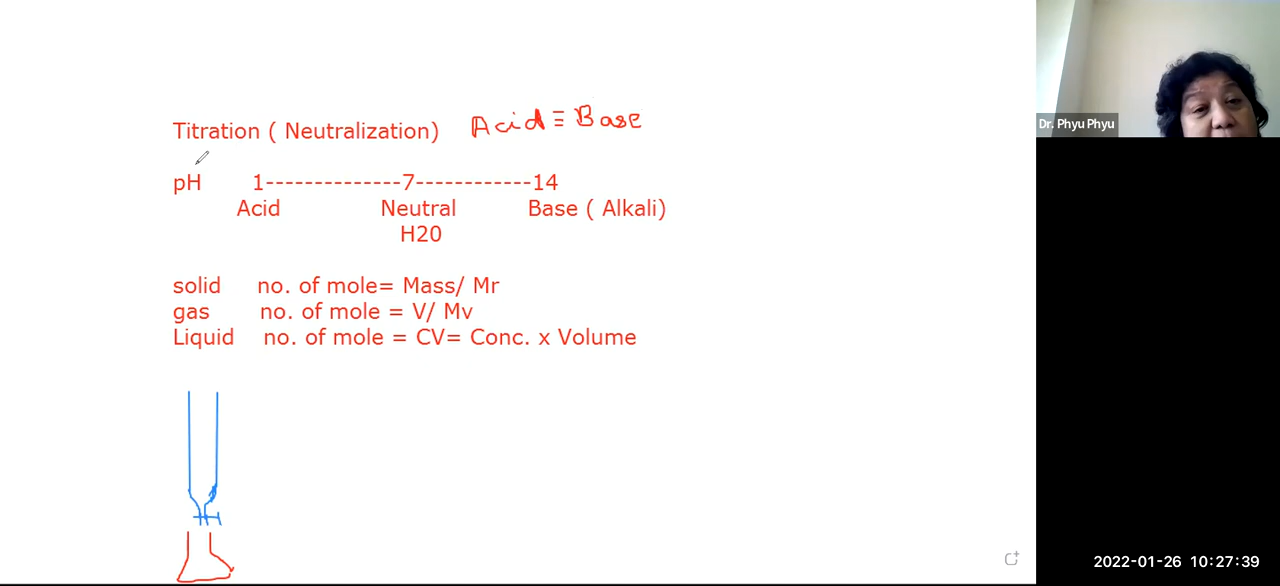 Titration ( Neutralization) Acid ≡ Base
pH 1--------------7------------14
Acid Neutral Base ( Alkali)
H20
solid no. of mole= Mass/ Mr
gas no. of mole = V/ Mv
Liquid no. of mole = CV= Conc. x Volume
Dr. Phyu Phyu
2022-01-26 10:27:39